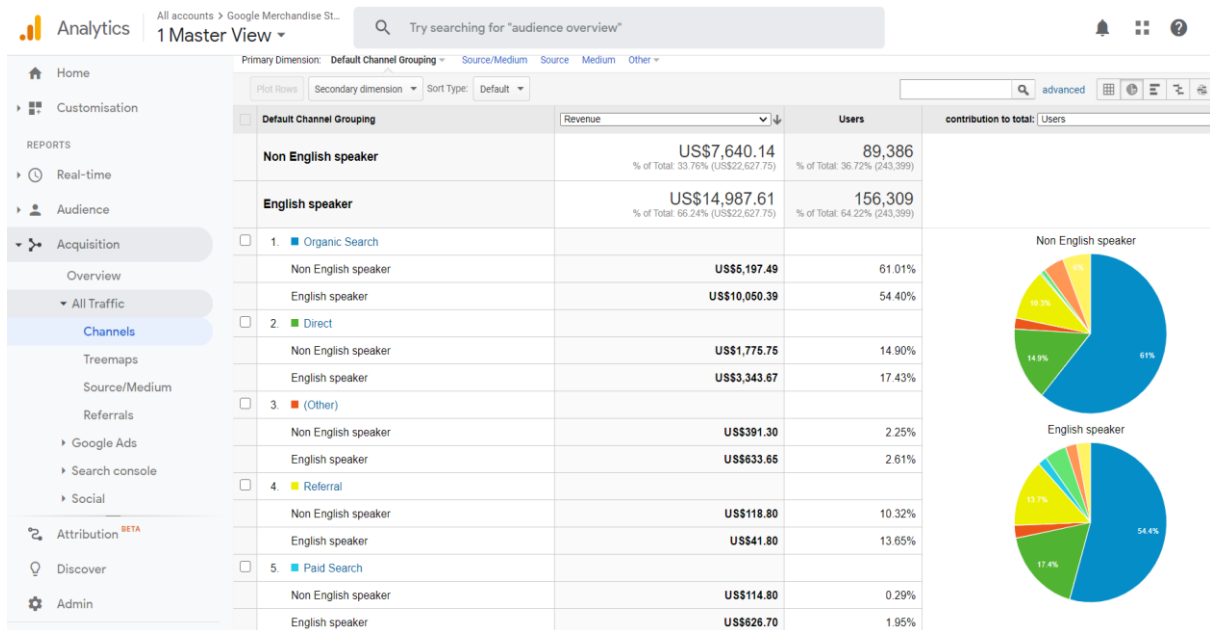 All accounts > Google Merchandise St...
Analytics
1 Master View
Try searching for "audience overview"
Home
Customisation
REPORTS
Real-time
Audience
Acquisition
Overview
All Traffic
Channels
Treemaps
Source/Medium
Referrals
Google Ads
Search console
Social
Attribution BETA
Discover
Admin
Primary Dimension: Default Channel Grouping Source/Medium Source Medium Other
Plot Rows Secondary dimension Sort Type: Default advanced
Default Channel Grouping Revenue Users contribution to total: Users
Non English speaker US$7,640.14 89,386
% of Total: 33.76% (US$22,627.75) % of Total: 36.72% (243,399)
English speaker US$14,987.61 156,309
% of Total: 66.24% (US$22,627.75) % of Total: 64.22% (243,399)
1. Organic Search
Non English speaker US$5,197.49 61.01%
English speaker US$10,050.39 54.40%
2. Direct
Non English speaker US$1,775.75 14.90%
English speaker US$3,343.67 17.43%
3. (Other)
Non English speaker US$391.30 2.25%
English speaker US$633.65 2.61%
4. Referral
Non English speaker US$118.80 10.32%
English speaker US$41.80 13.65%
5. Paid Search
Non English speaker US$114.80 0.29%
English speaker US$626.70 1.95%
Non English speaker
10.3%
61%
14.9%
English speaker
13.7%
54.4%
17.4%